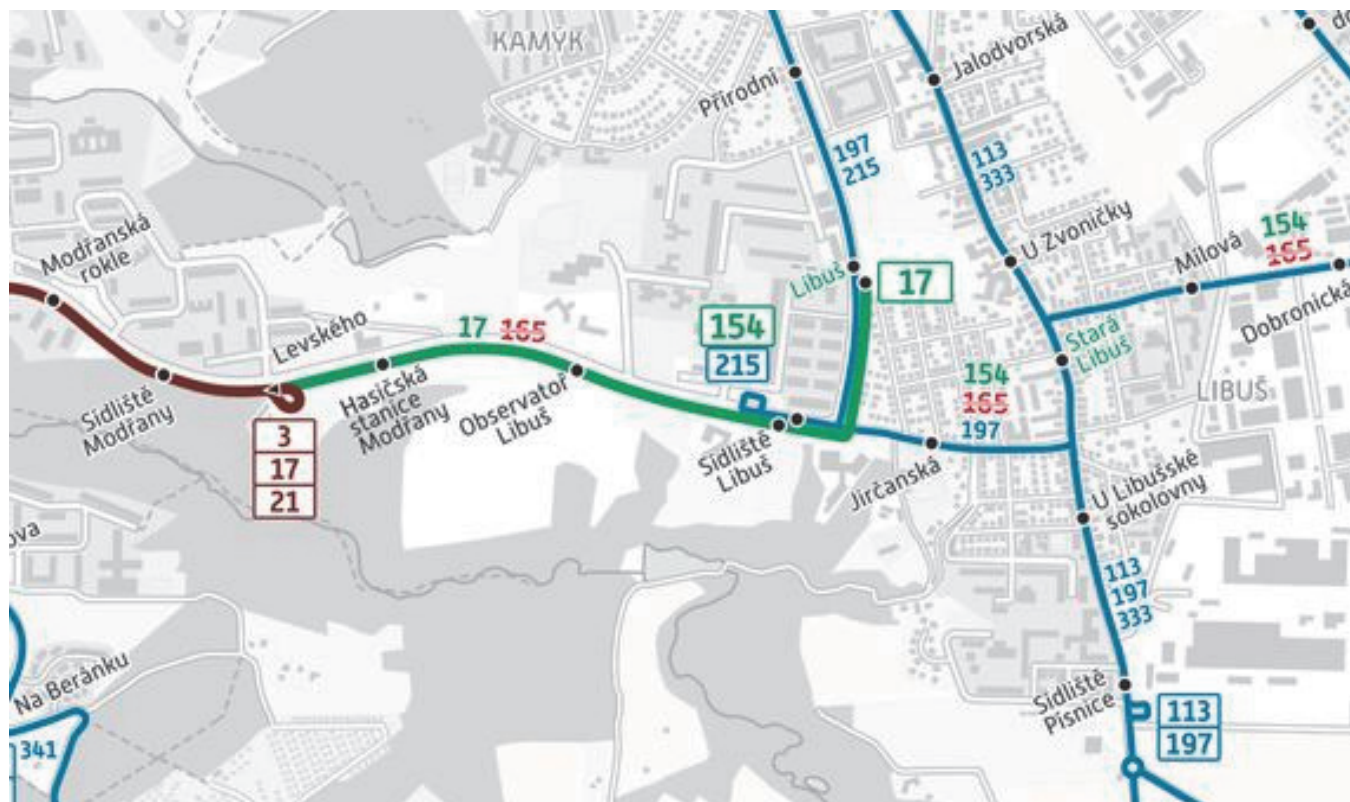 KAMÝK
Přírodní
Jalodvorská
197
215
113
333
U Zvoničky
Milová
154
165
Dobronická
Modřanská
rokle
Levského
Libuš
17
Sídliště
Modřany
17 165
Hasičská
stanice
Modřany
Observatoř
Libuš
154
215
Sídliště
Libuš
Stará
Libuš
LIBUŠ
154
165
197
Jirčanská
3
17
21
U Libušské
sokolovny
113
197
333
Na Beránku
341
Sídliště
Písnice
113
197